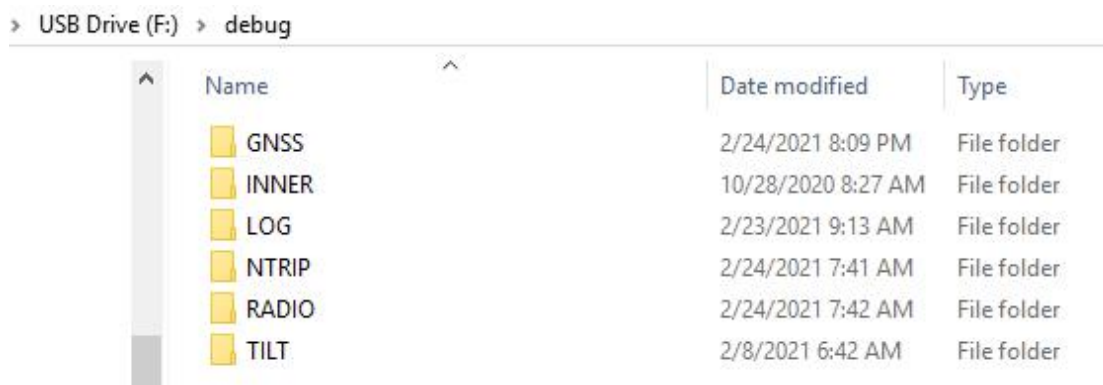 > USB Drive (F:) > debug
Name Date modified Type
GNSS 2/24/2021 8:09 PM File folder
INNER 10/28/2020 8:27 AM File folder
LOG 2/23/2021 9:13 AM File folder
NTRIP 2/24/2021 7:41 AM File folder
RADIO 2/24/2021 7:42 AM File folder
TILT 2/8/2021 6:42 AM File folder